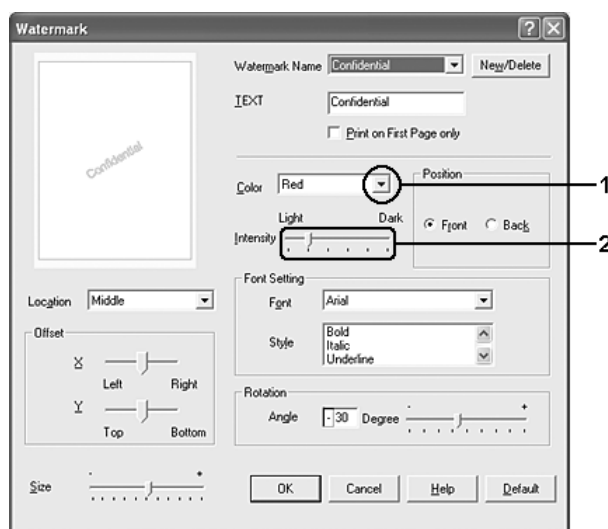 Watermark
Watermark Name Confidential New/Delete
TEXT Confidential
Print on First Page only
Confidential
Color Red 1
Position
Front Back
Light Dark
Intensity 2
Location Middle
Font Setting
Font Arial
Style Bold
Italic
Underline
Offset
X
Left Right
Y
Top Bottom
Rotation
Angle -30 Degree - +
Size - +
OK Cancel Help Default